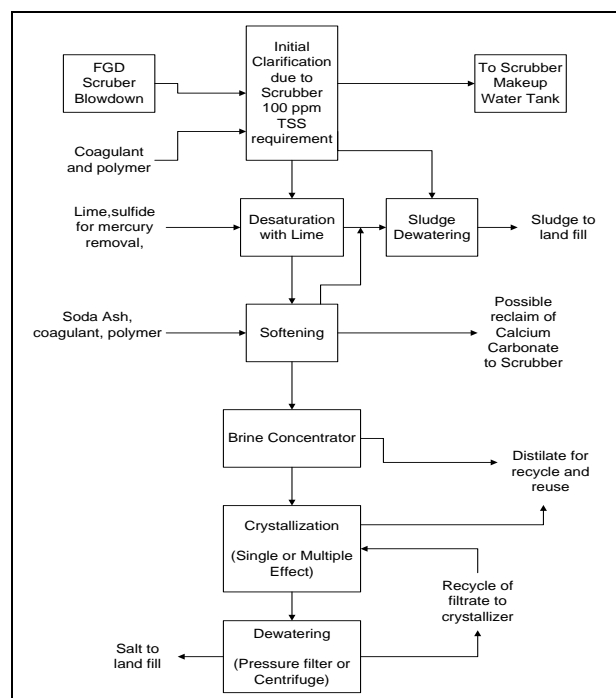 FGD
Scruber
Blowdown
Initial
Clarification
due to
Scrubber
100 ppm
TSS
requirement
To Scrubber
Makeup
Water Tank
Coagulant
and polymer
Lime,sulfide
for mercury
removal,
Desaturation
with Lime
Sludge
Dewatering
Sludge to
land fill
Soda Ash,
coagulant, polymer
Softening
Possible
reclaim of
Calcium
Carbonate
to Scrubber
Brine Concentrator
Distilate for
recycle and
reuse
Crystallization
(Single or Multiple
Effect)
Recycle of
filtrate to
crystallizer
Salt to
land fill
Dewatering
(Pressure filter or
Centrifuge)